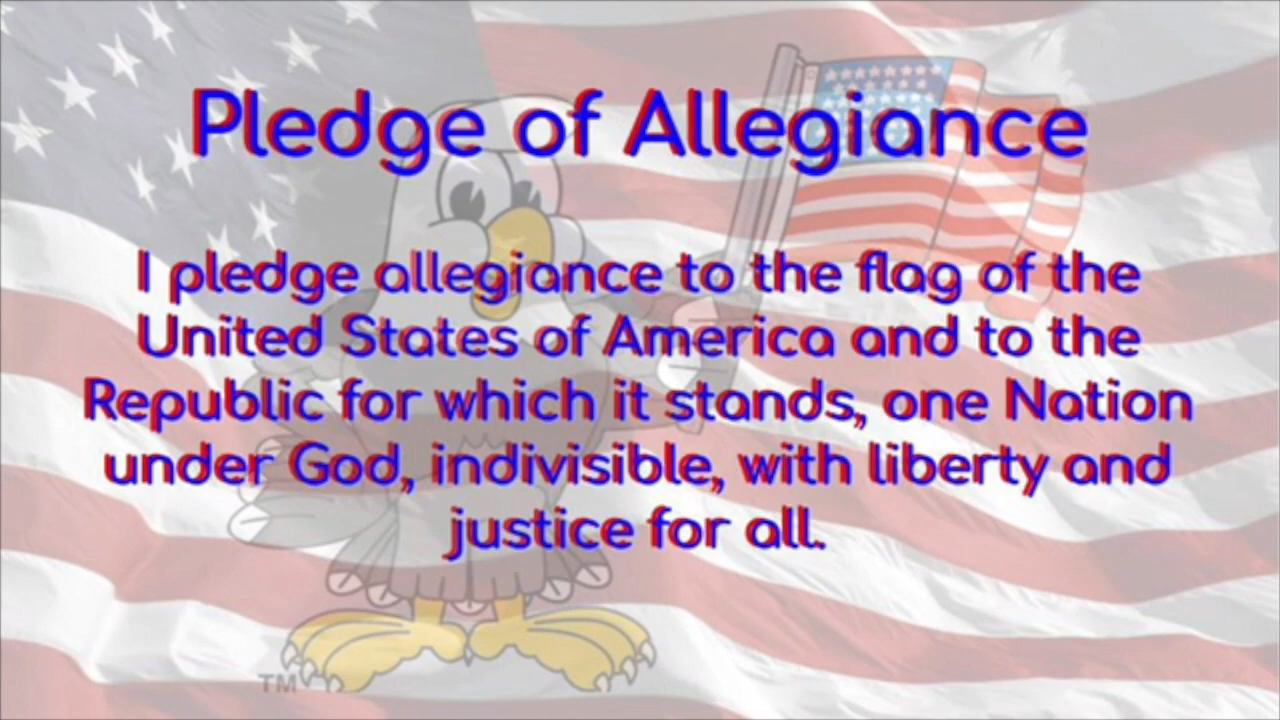 Pledge of Allegiance
I pledge allegiance to the flag of the
United States of America and to the
Republic for which it stands, one Nation
under God, indivisible, with liberty and
justice for all.
TM